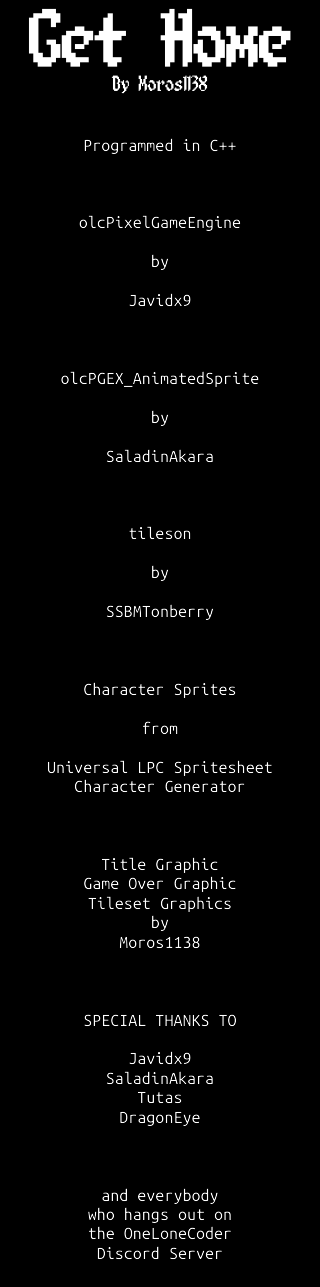 Get Home
By Moros1138
Programmed in C++
olcPixelGameEngine
by
Javidx9
olcPGEX_AnimatedSprite
by
SaladinAkara
tileson
by
SSBMTonberry
Character Sprites
from
Universal LPC Spritesheet
Character Generator
Title Graphic
Game Over Graphic
Tileset Graphics
by
Moros1138
SPECIAL THANKS TO
Javidx9
SaladinAkara
Tutas
DragonEye
and everybody
who hangs out on
the OneLoneCoder
Discord Server